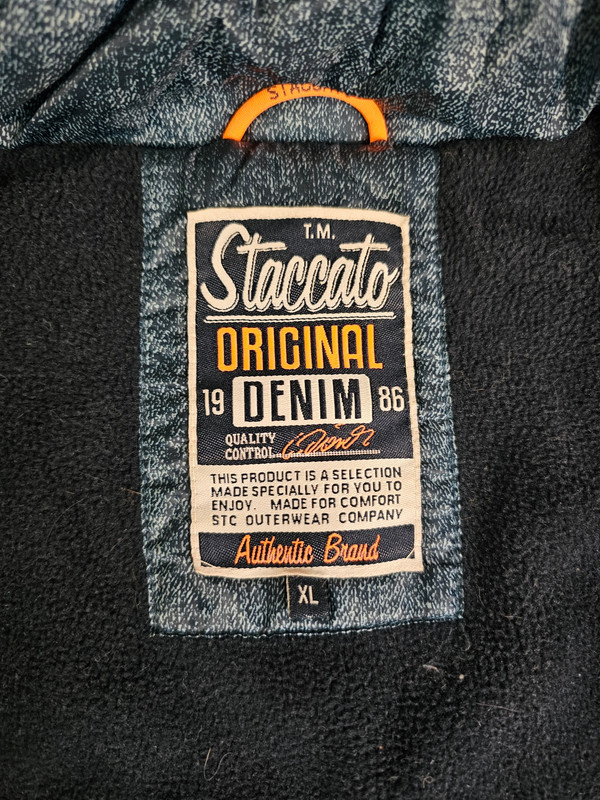 T.M.
Staccato
ORIGINAL
19 DENIM 86
QUALITY
CONTROL
THIS PRODUCT IS A SELECTION
MADE SPECIALLY FOR YOU TO
ENJOY. MADE FOR COMFORT
STC OUTERWEAR COMPANY
Authentic Brand
XL